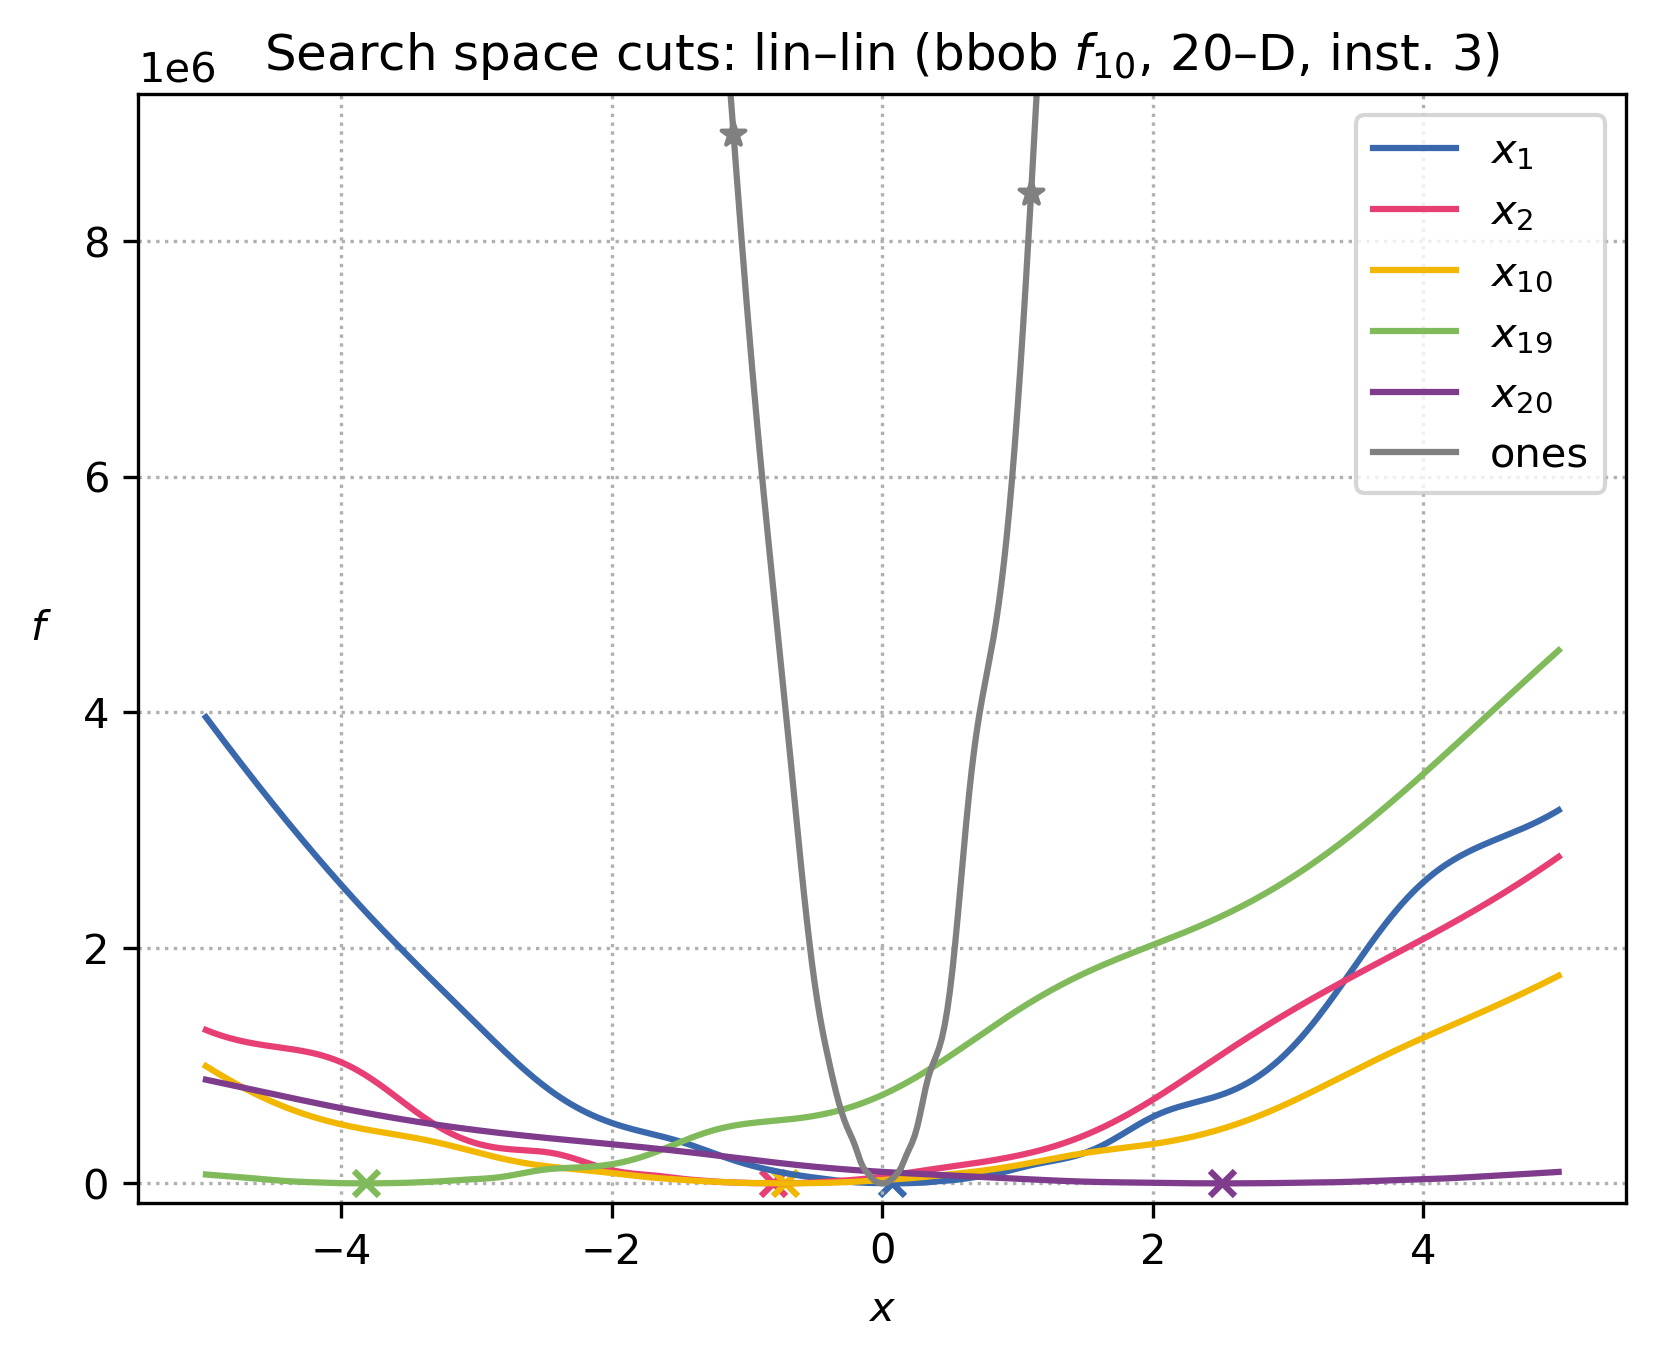 Search space cuts: lin–lin (bbob f₁₀, 20–D, inst. 3)
1e6
8
6
4
2
0
f
−4
−2
0
2
4
x
x₁
x₂
x₁₀
x₁₉
x₂₀
ones